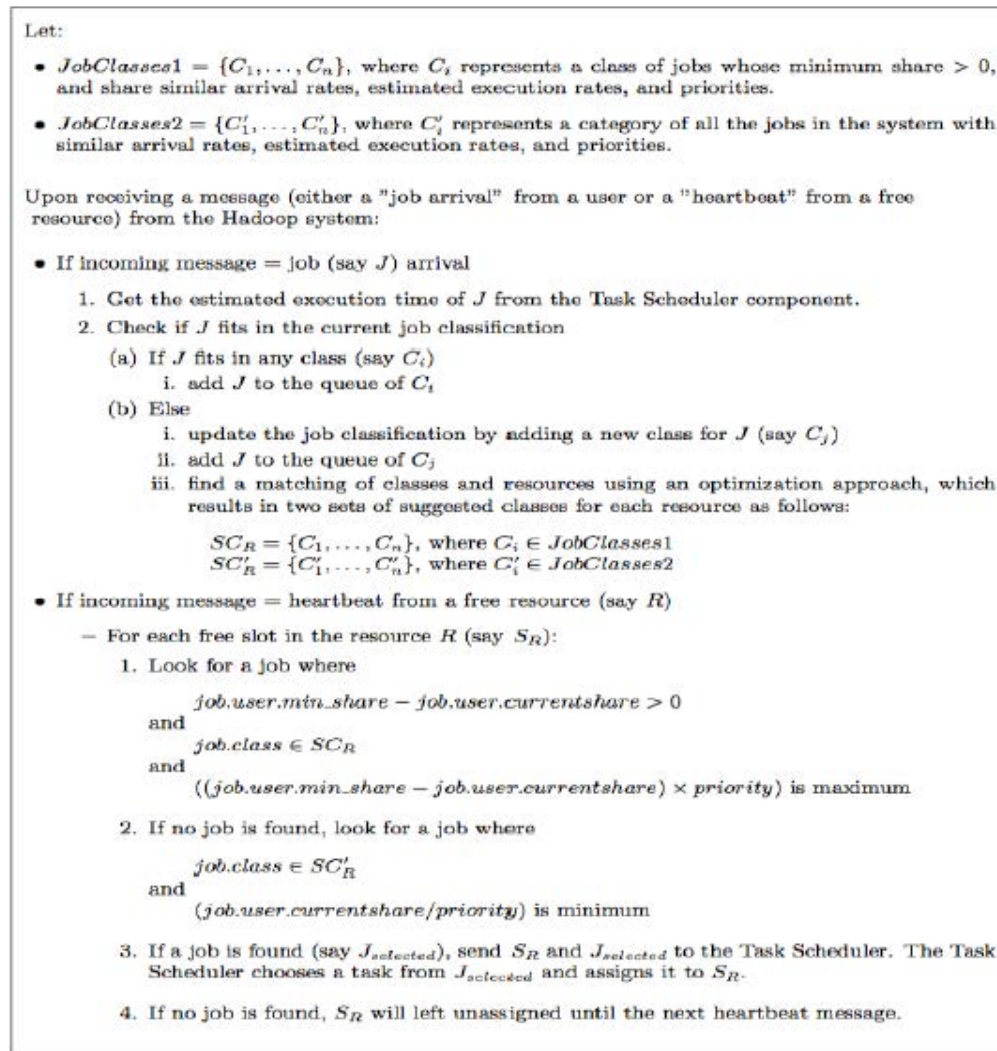 Let:
• JobClasses1 = {C₁, . . . , Cₙ}, where Cᵢ represents a class of jobs whose minimum share > 0,
and share similar arrival rates, estimated execution rates, and priorities.
• JobClasses2 = {C′₁, . . . , C′ₙ}, where C′ᵢ represents a category of all the jobs in the system with
similar arrival rates, estimated execution rates, and priorities.
Upon receiving a message (either a "job arrival" from a user or a "heartbeat" from a free
resource) from the Hadoop system:
• If incoming message = job (say J) arrival
1. Get the estimated execution time of J from the Task Scheduler component.
2. Check if J fits in the current job classification
(a) If J fits in any class (say Cᵢ)
i. add J to the queue of Cᵢ
(b) Else
i. update the job classification by adding a new class for J (say Cⱼ)
ii. add J to the queue of Cⱼ
iii. find a matching of classes and resources using an optimization approach, which
results in two sets of suggested classes for each resource as follows:
SC_R = {C₁, . . . , Cₙ}, where Cᵢ ∈ JobClasses1
SC′_R = {C′₁, . . . , C′ₙ}, where C′ᵢ ∈ JobClasses2
• If incoming message = heartbeat from a free resource (say R)
– For each free slot in the resource R (say S_R):
1. Look for a job where
job.user.min_share − job.user.currentshare > 0
and
job.class ∈ SC_R
and
((job.user.min_share − job.user.currentshare) × priority) is maximum
2. If no job is found, look for a job where
job.class ∈ SC′_R
and
(job.user.currentshare/priority) is minimum
3. If a job is found (say J_selected), send S_R and J_selected to the Task Scheduler. The Task
Scheduler chooses a task from J_selected and assigns it to S_R.
4. If no job is found, S_R will left unassigned until the next heartbeat message.